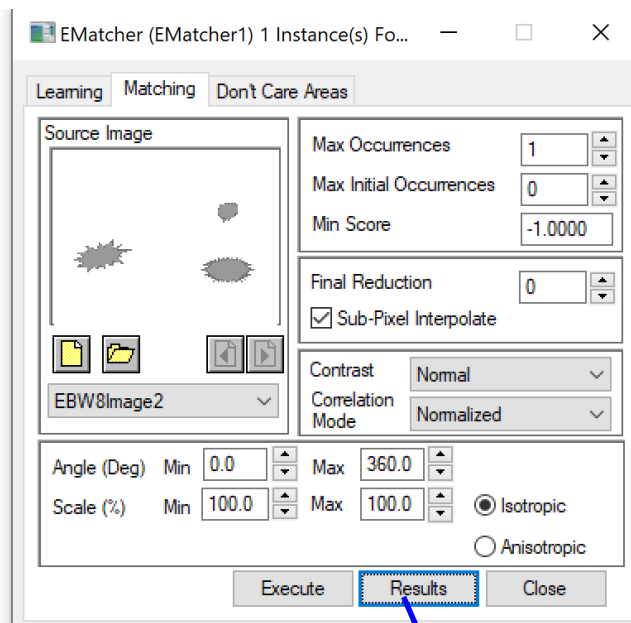 EMatcher (EMatcher1) 1 Instance(s) Fo...
Learning Matching Don't Care Areas
Source Image
EBW8Image2
Max Occurrences 1
Max Initial Occurrences 0
Min Score -1.0000
Final Reduction 0
Sub-Pixel Interpolate
Contrast Normal
Correlation Mode Normalized
Angle (Deg) Min 0.0 Max 360.0
Scale (%) Min 100.0 Max 100.0
Isotropic
Anisotropic
Execute Results Close